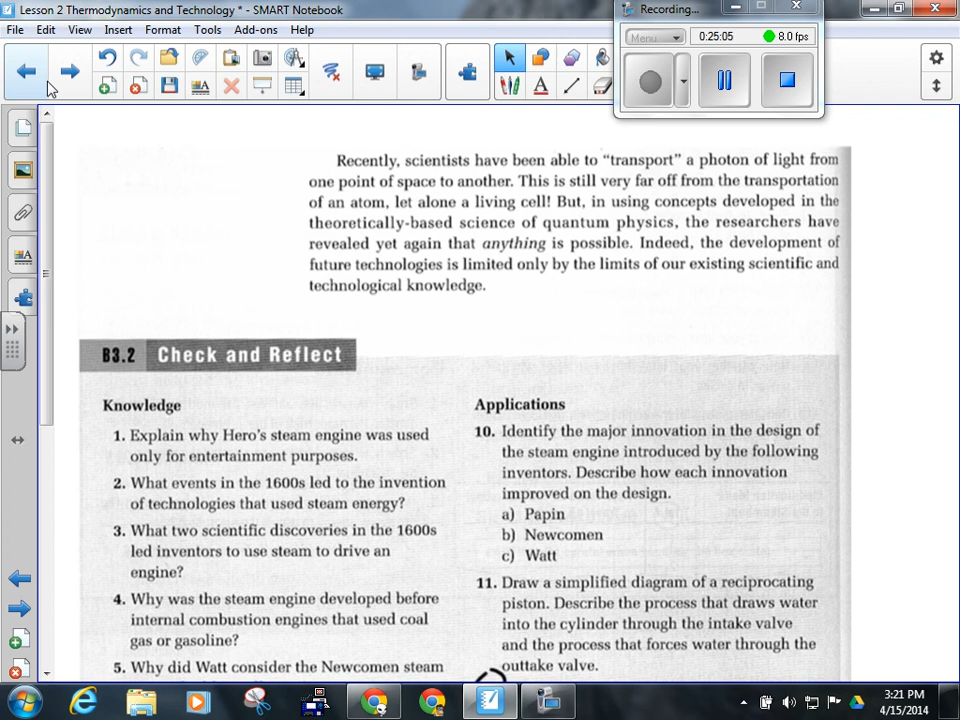 Lesson 2 Thermodynamics and Technology * - SMART Notebook
Recording...
File Edit View Insert Format Tools Add-ons Help
Menu
0:25:05
8.0 fps
Recently, scientists have been able to “transport” a photon of light from
one point of space to another. This is still very far off from the transportation
of an atom, let alone a living cell! But, in using concepts developed in the
theoretically-based science of quantum physics, the researchers have
revealed yet again that anything is possible. Indeed, the development of
future technologies is limited only by the limits of our existing scientific and
technological knowledge.
B3.2 Check and Reflect
Knowledge
1. Explain why Hero's steam engine was used
only for entertainment purposes.
2. What events in the 1600s led to the invention
of technologies that used steam energy?
3. What two scientific discoveries in the 1600s
led inventors to use steam to drive an
engine?
4. Why was the steam engine developed before
internal combustion engines that used coal
gas or gasoline?
5. Why did Watt consider the Newcomen steam
Applications
10. Identify the major innovation in the design of
the steam engine introduced by the following
inventors. Describe how each innovation
improved on the design.
a) Papin
b) Newcomen
c) Watt
11. Draw a simplified diagram of a reciprocating
piston. Describe the process that draws water
into the cylinder through the intake valve
and the process that forces water through the
outtake valve.
3:21 PM
4/15/2014